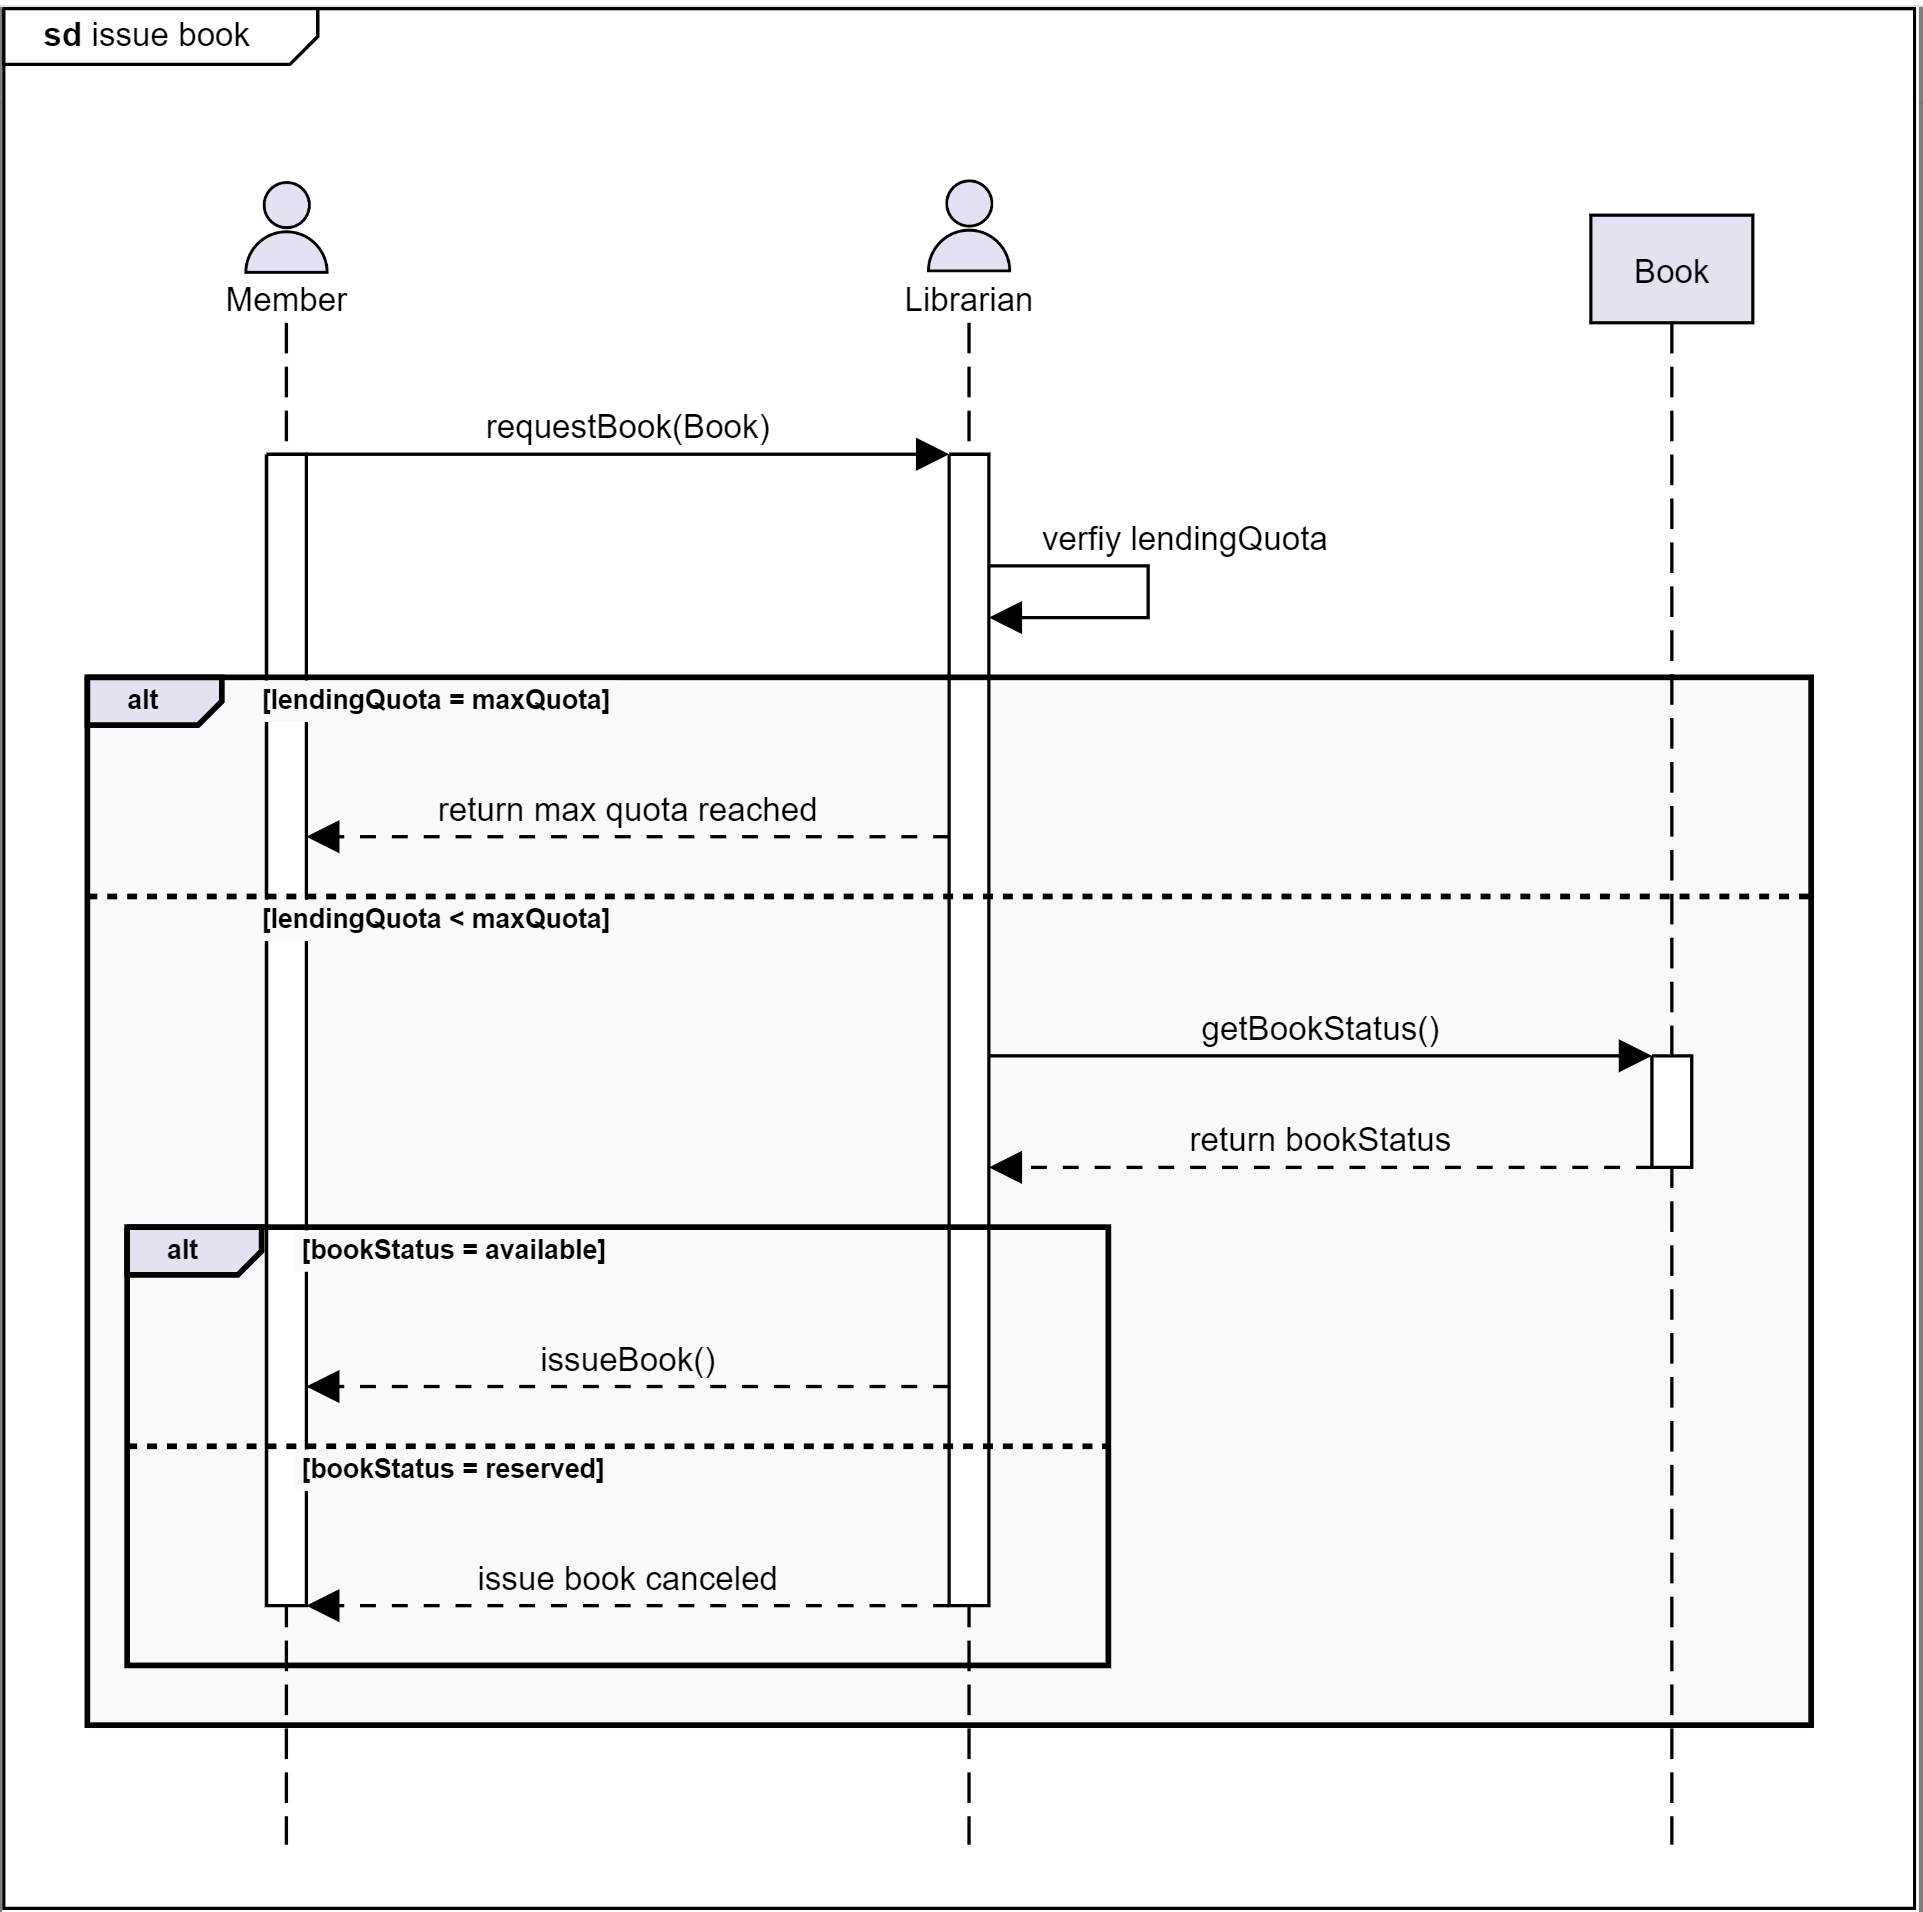 sd issue book
Member
Librarian
Book
requestBook(Book)
verfiy lendingQuota
alt
[lendingQuota = maxQuota]
return max quota reached
[lendingQuota < maxQuota]
getBookStatus()
return bookStatus
alt
[bookStatus = available]
issueBook()
[bookStatus = reserved]
issue book canceled